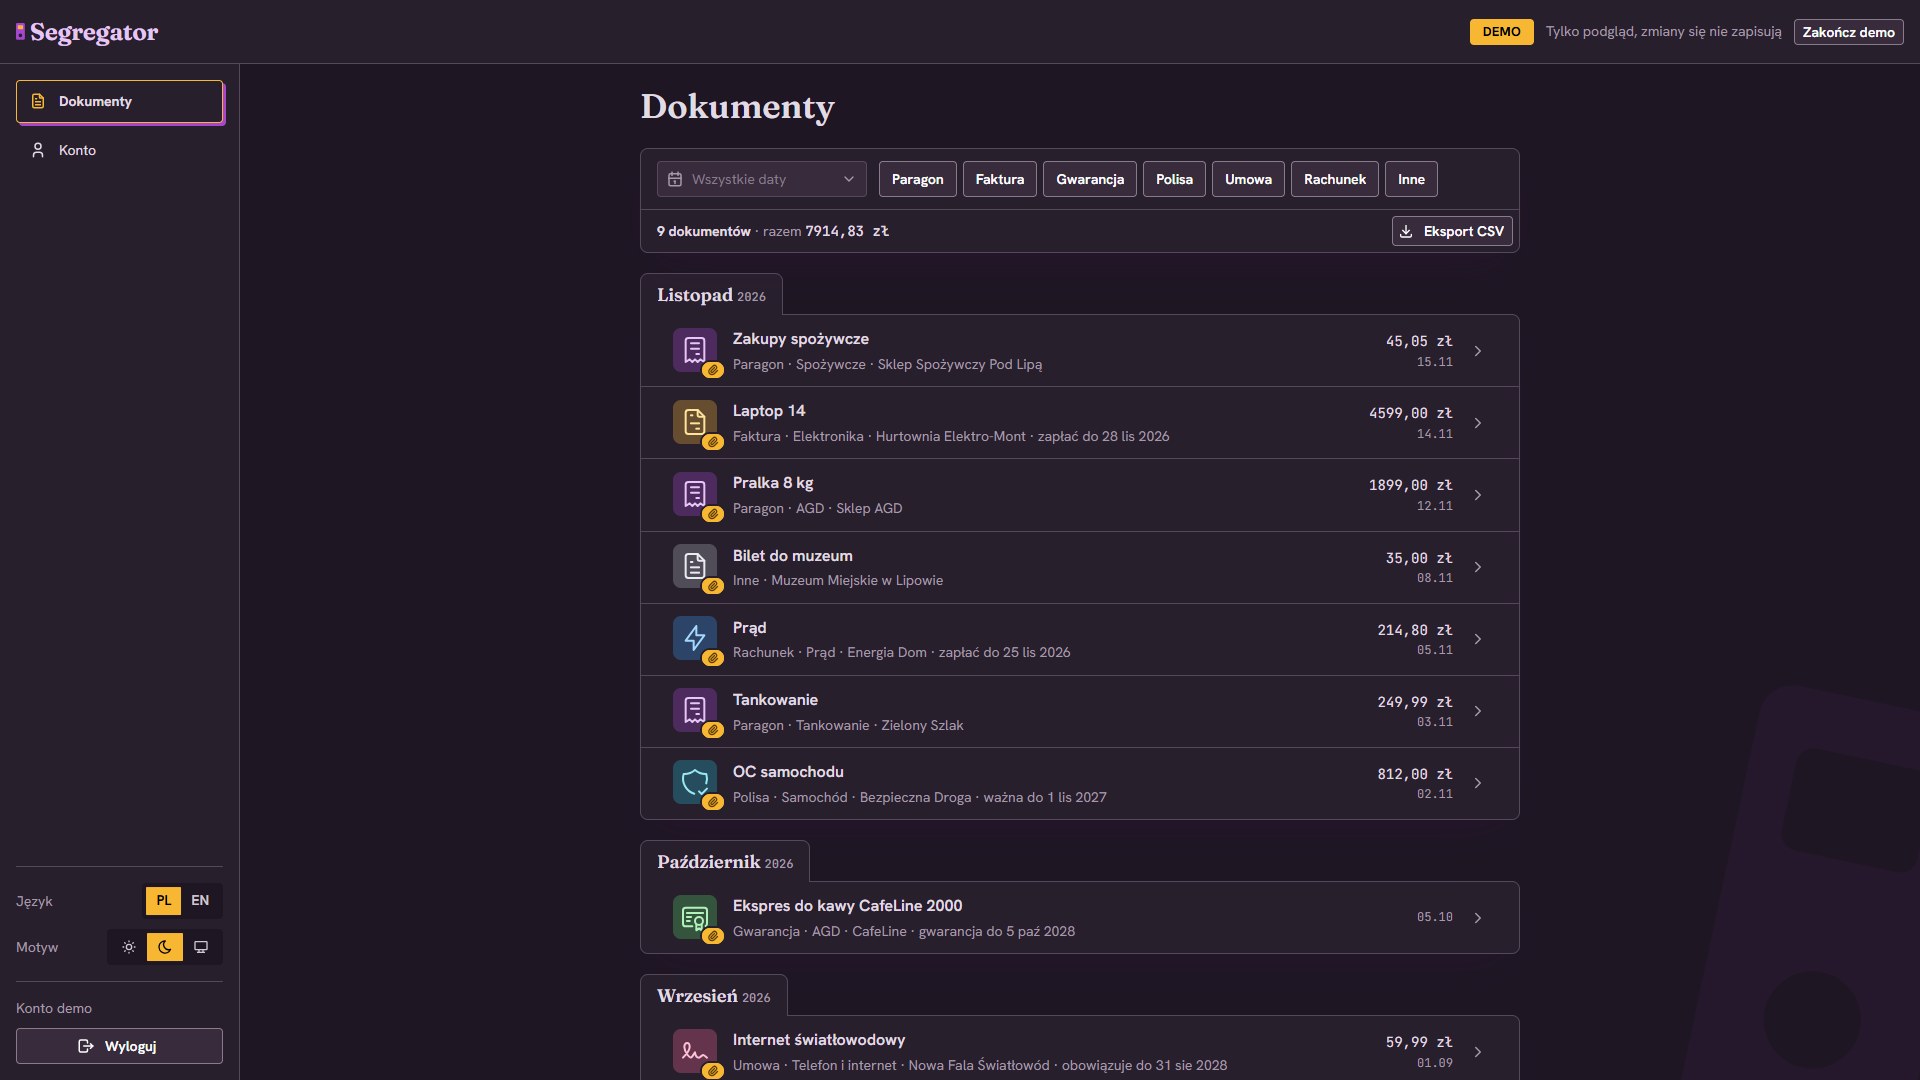 Segregator
DEMO Tylko podgląd, zmiany się nie zapisują Zakończ demo
Dokumenty
Konto
Dokumenty
Wszystkie daty Paragon Faktura Gwarancja Polisa Umowa Rachunek Inne
9 dokumentów · razem 7914,83 zł Eksport CSV
Listopad 2026
Zakupy spożywcze 45,05 zł
Paragon · Spożywcze · Sklep Spożywczy Pod Lipą 15.11
Laptop 14 4599,00 zł
Faktura · Elektronika · Hurtownia Elektro-Mont · zapłać do 28 lis 2026 14.11
Pralka 8 kg 1899,00 zł
Paragon · AGD · Sklep AGD 12.11
Bilet do muzeum 35,00 zł
Inne · Muzeum Miejskie w Lipowie 08.11
Prąd 214,80 zł
Rachunek · Prąd · Energia Dom · zapłać do 25 lis 2026 05.11
Tankowanie 249,99 zł
Paragon · Tankowanie · Zielony Szlak 03.11
OC samochodu 812,00 zł
Polisa · Samochód · Bezpieczna Droga · ważna do 1 lis 2027 02.11
Październik 2026
Ekspres do kawy CafeLine 2000 05.10
Gwarancja · AGD · CafeLine · gwarancja do 5 paź 2028
Wrzesień 2026
Internet światłowodowy 59,99 zł
Umowa · Telefon i internet · Nowa Fala Światłowód · obowiązuje do 31 sie 2028 01.09
Język PL EN
Motyw
Konto demo
Wyloguj